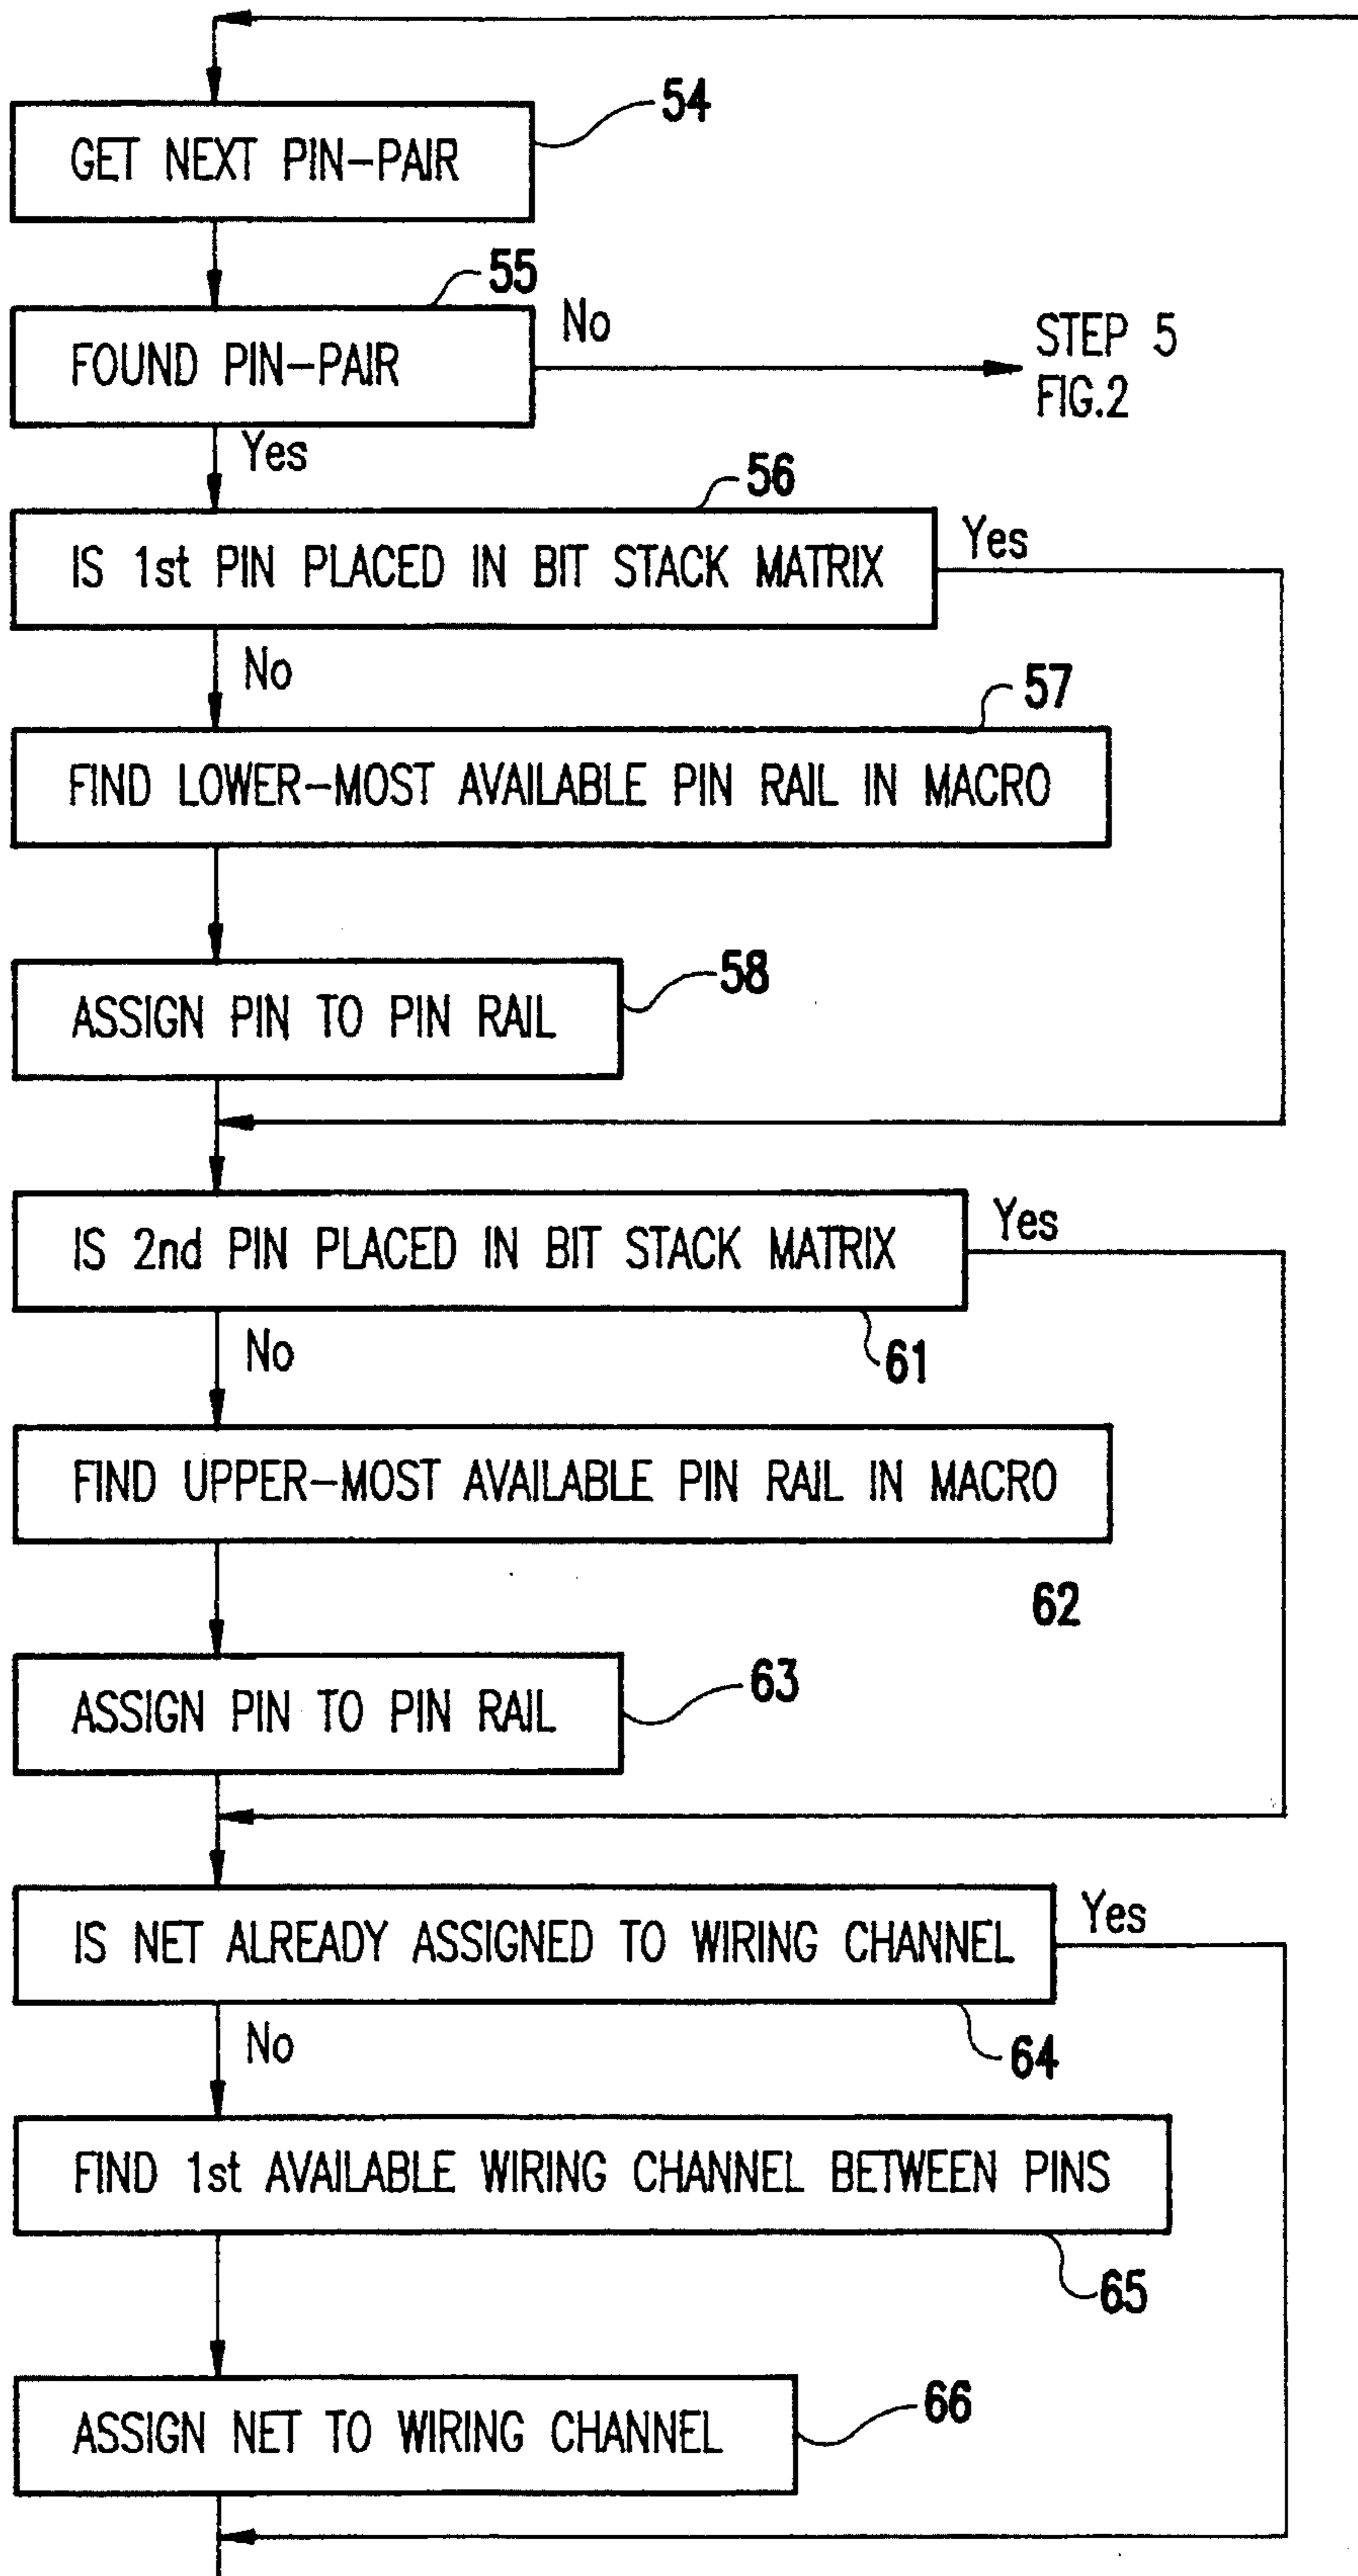 54
GET NEXT PIN-PAIR
55
FOUND PIN-PAIR
No
STEP 5
FIG.2
Yes
56
IS 1st PIN PLACED IN BIT STACK MATRIX
Yes
No
57
FIND LOWER-MOST AVAILABLE PIN RAIL IN MACRO
58
ASSIGN PIN TO PIN RAIL
IS 2nd PIN PLACED IN BIT STACK MATRIX
Yes
61
No
FIND UPPER-MOST AVAILABLE PIN RAIL IN MACRO
62
63
ASSIGN PIN TO PIN RAIL
IS NET ALREADY ASSIGNED TO WIRING CHANNEL
Yes
64
No
FIND 1st AVAILABLE WIRING CHANNEL BETWEEN PINS
65
66
ASSIGN NET TO WIRING CHANNEL